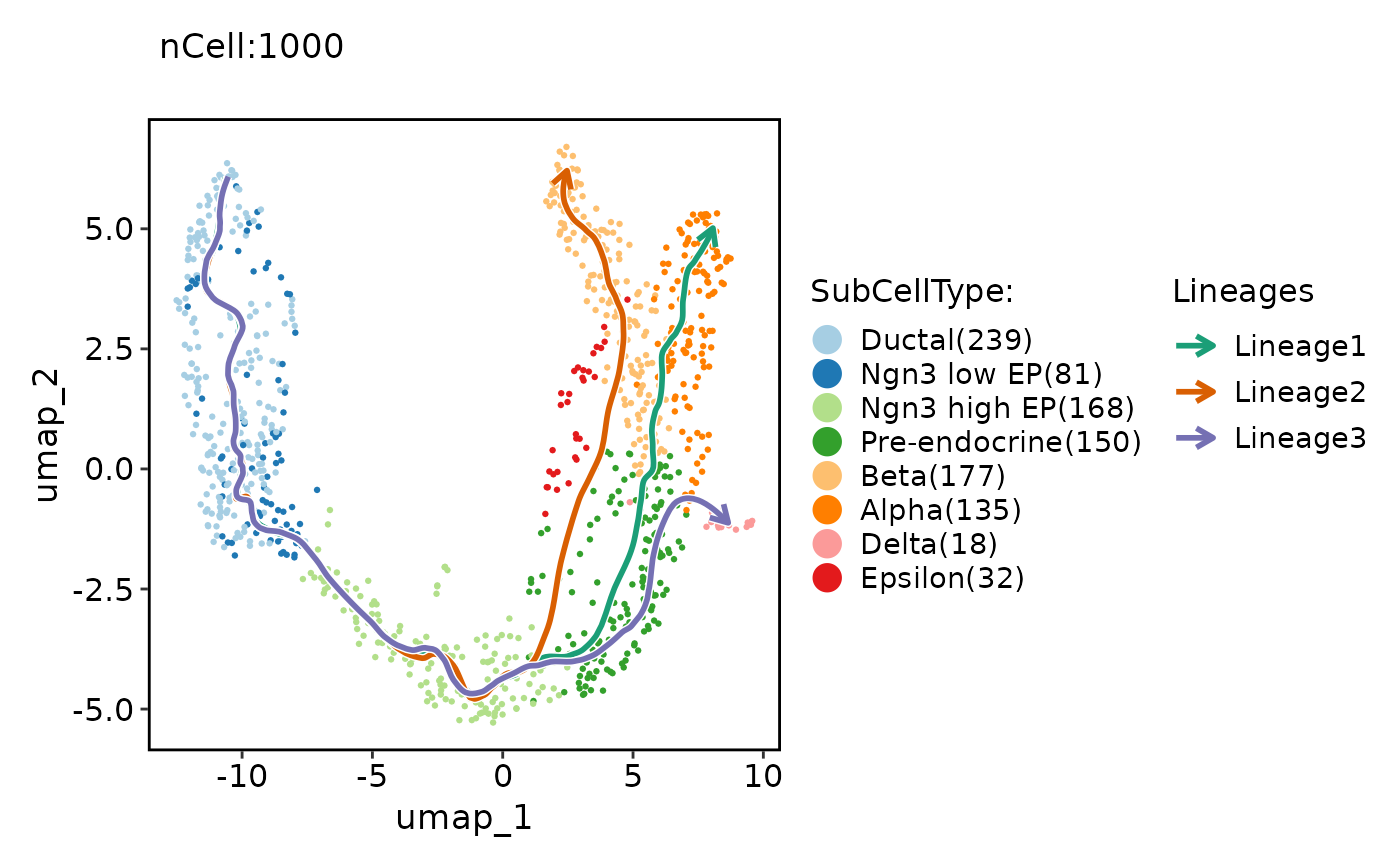 nCell:1000
umap_2
5.0
2.5
0.0
-2.5
-5.0
-10
-5
0
5
10
umap_1
SubCellType:
Ductal(239)
Ngn3 low EP(81)
Ngn3 high EP(168)
Pre-endocrine(150)
Beta(177)
Alpha(135)
Delta(18)
Epsilon(32)
Lineages
Lineage1
Lineage2
Lineage3